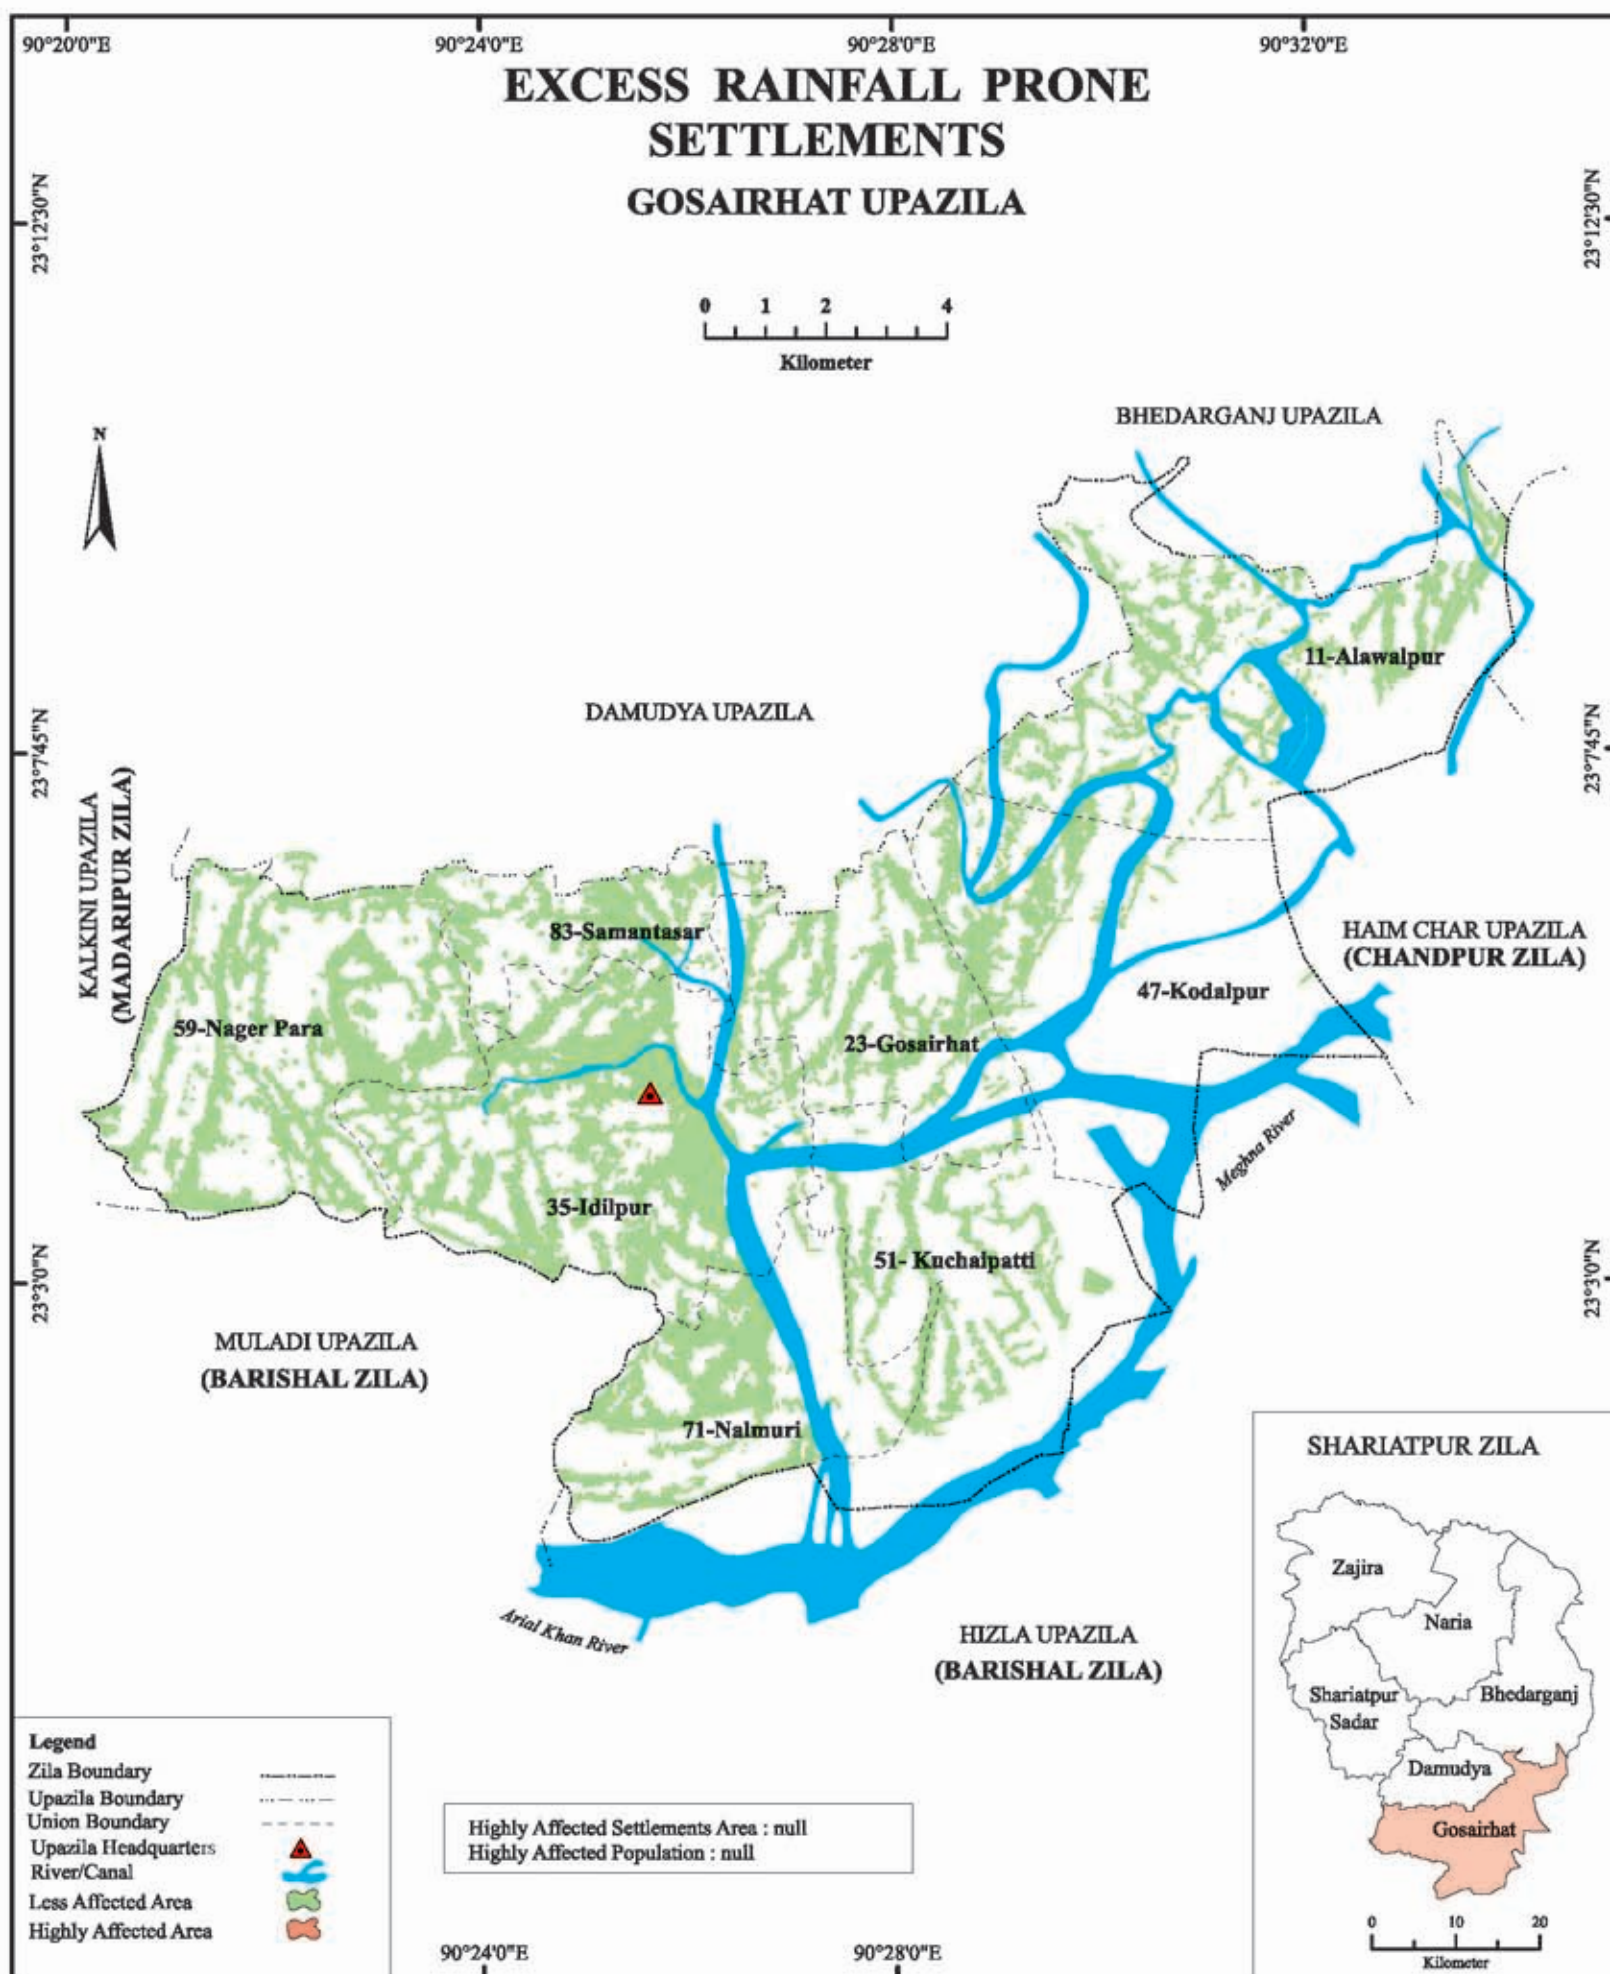 90°20'0"E
90°24'0"E
90°28'0"E
90°32'0"E
EXCESS RAINFALL PRONE
SETTLEMENTS
GOSAIRHAT UPAZILA
23°12'30"N
23°12'30"N
0 1 2 4
Kilometer
N
BHEDARGANJ UPAZILA
11-Alawalpur
DAMUDYA UPAZILA
23°7'45"N
23°7'45"N
KALKINI UPAZILA
(MADARIPUR ZILA)
83-Samantasar
HAIM CHAR UPAZILA
(CHANDPUR ZILA)
47-Kodalpur
59-Nager Para
23-Gosairhat
Meghna River
35-Idilpur
51- Kuchaipatti
23°3'0"N
23°3'0"N
MULADI UPAZILA
(BARISHAL ZILA)
71-Nalmuri
Arial Khan River
HIZLA UPAZILA
(BARISHAL ZILA)
SHARIATPUR ZILA
Zajira
Naria
Shariatpur
Sadar
Bhedarganj
Damudya
Gosairhat
0 10 20
Kilometer
Legend
Zila Boundary
Upazila Boundary
Union Boundary
Upazila Headquarters
River/Canal
Less Affected Area
Highly Affected Area
Highly Affected Settlements Area : null
Highly Affected Population : null
90°24'0"E
90°28'0"E